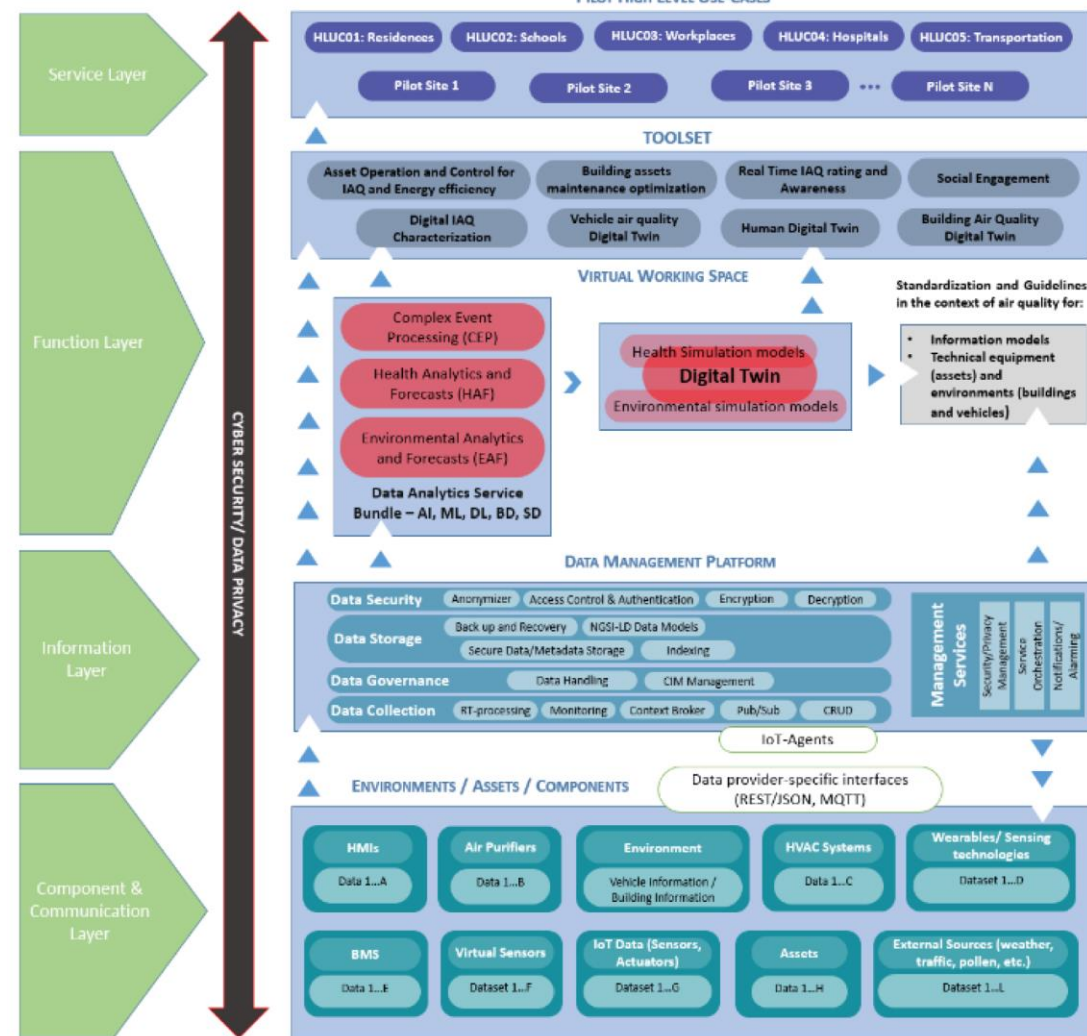 PILOT HIGH LEVEL USE CASES
Service Layer
HLUC01: Residences
HLUC02: Schools
HLUC03: Workplaces
HLUC04: Hospitals
HLUC05: Transportation
Pilot Site 1
Pilot Site 2
Pilot Site 3
...
Pilot Site N
CYBER SECURITY/ DATA PRIVACY
Function Layer
TOOLSET
Asset Operation and Control for
IAQ and Energy efficiency
Building assets
maintenance optimization
Real Time IAQ rating and
Awareness
Social Engagement
Digital IAQ
Characterization
Vehicle air quality
Digital Twin
Human Digital Twin
Building Air Quality
Digital Twin
VIRTUAL WORKING SPACE
Complex Event
Processing (CEP)
Health Analytics and
Forecasts (HAF)
Environmental Analytics
and Forecasts (EAF)
Data Analytics Service
Bundle – AI, ML, DL, BD, SD
Health Simulation models
Digital Twin
Environmental simulation models
Standardization and Guidelines
in the context of air quality for:
• Information models
• Technical equipment
(assets) and
environments (buildings
and vehicles)
Information
Layer
DATA MANAGEMENT PLATFORM
Data Security
Anonymizer
Access Control & Authentication
Encryption
Decryption
Data Storage
Back up and Recovery
NGSI-LD Data Models
Secure Data/Metadata Storage
Indexing
Data Governance
Data Handling
CIM Management
Data Collection
RT-processing
Monitoring
Context Broker
Pub/Sub
CRUD
Management
Services
Security/Privacy
Management
Service
Orchestration
Notifications/
Alarming
IoT-Agents
Data provider-specific interfaces
(REST/JSON, MQTT)
Component &
Communication
Layer
ENVIRONMENTS / ASSETS / COMPONENTS
HMIs
Data 1...A
Air Purifiers
Data 1...B
Environment
Vehicle Information /
Building Information
HVAC Systems
Data 1...C
Wearables/ Sensing
technologies
Dataset 1...D
BMS
Data 1...E
Virtual Sensors
Dataset 1...F
IoT Data (Sensors,
Actuators)
Dataset 1...G
Assets
Data 1...H
External Sources (weather,
traffic, pollen, etc.)
Dataset 1...L